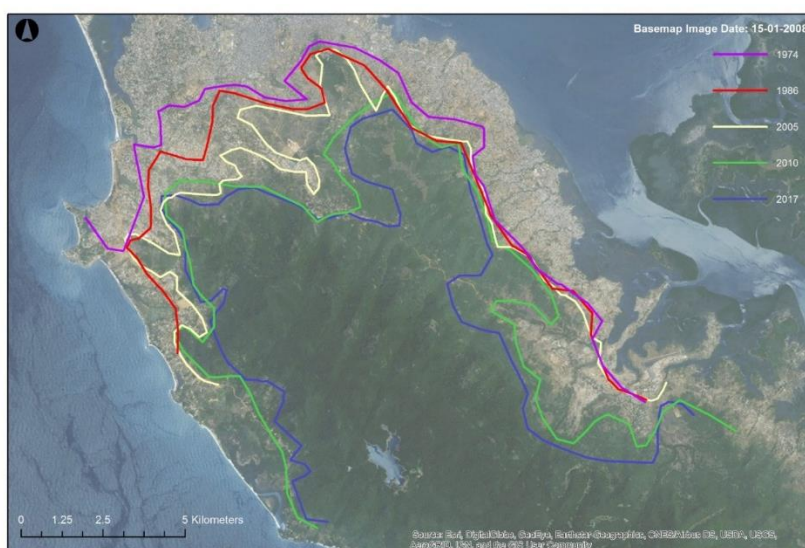 Basemap Image Date: 15-01-2008
1974
1986
2005
2010
2017
0 1.25 2.5 5 Kilometers
Source: Esri, DigitalGlobe, GeoEye, Earthstar Geographics, CNES/Airbus DS, USDA, USGS,
AeroGRID, IGN, and the GIS User Community